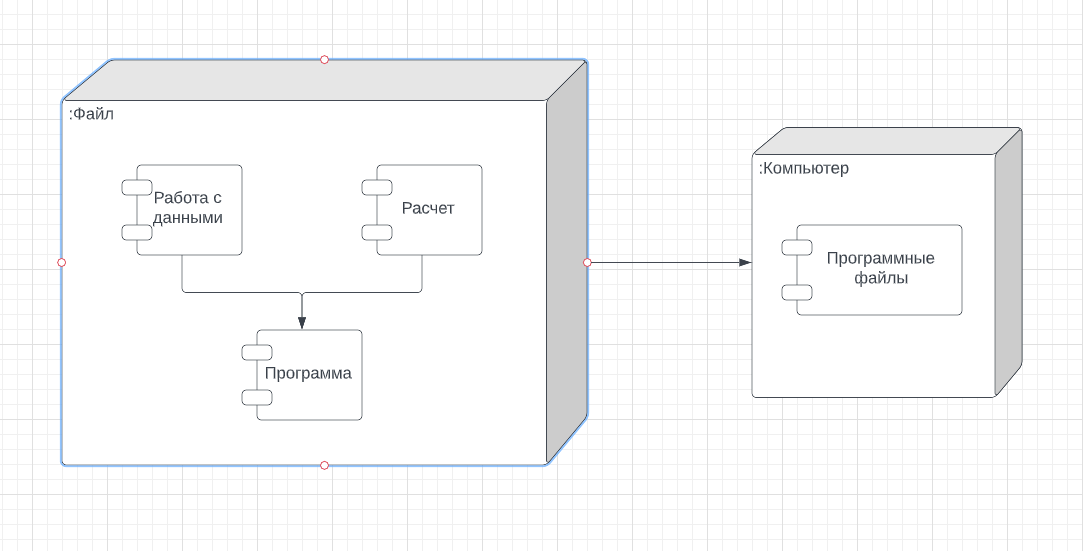 :Файл
Работа с
данными
Расчет
Программа
:Компьютер
Программные
файлы